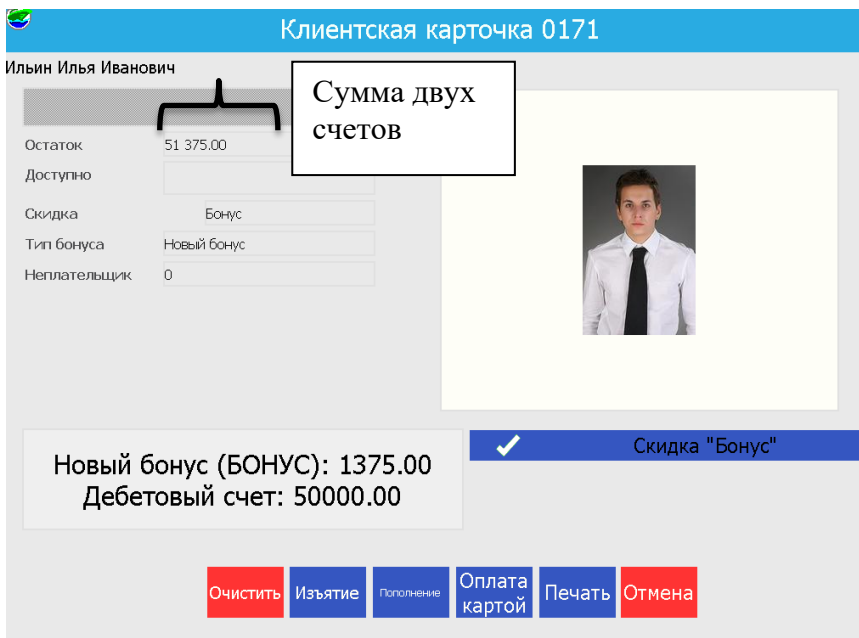 Клиентская карточка 0171
Ильин Илья Иванович
Сумма двух
счетов
Остаток 51 375.00
Доступно
Скидка Бонус
Тип бонуса Новый бонус
Неплательщик 0
Новый бонус (БОНУС): 1375.00
Дебетовый счет: 50000.00
Скидка "Бонус"
Очистить Изъятие Пополнение Оплата картой Печать Отмена